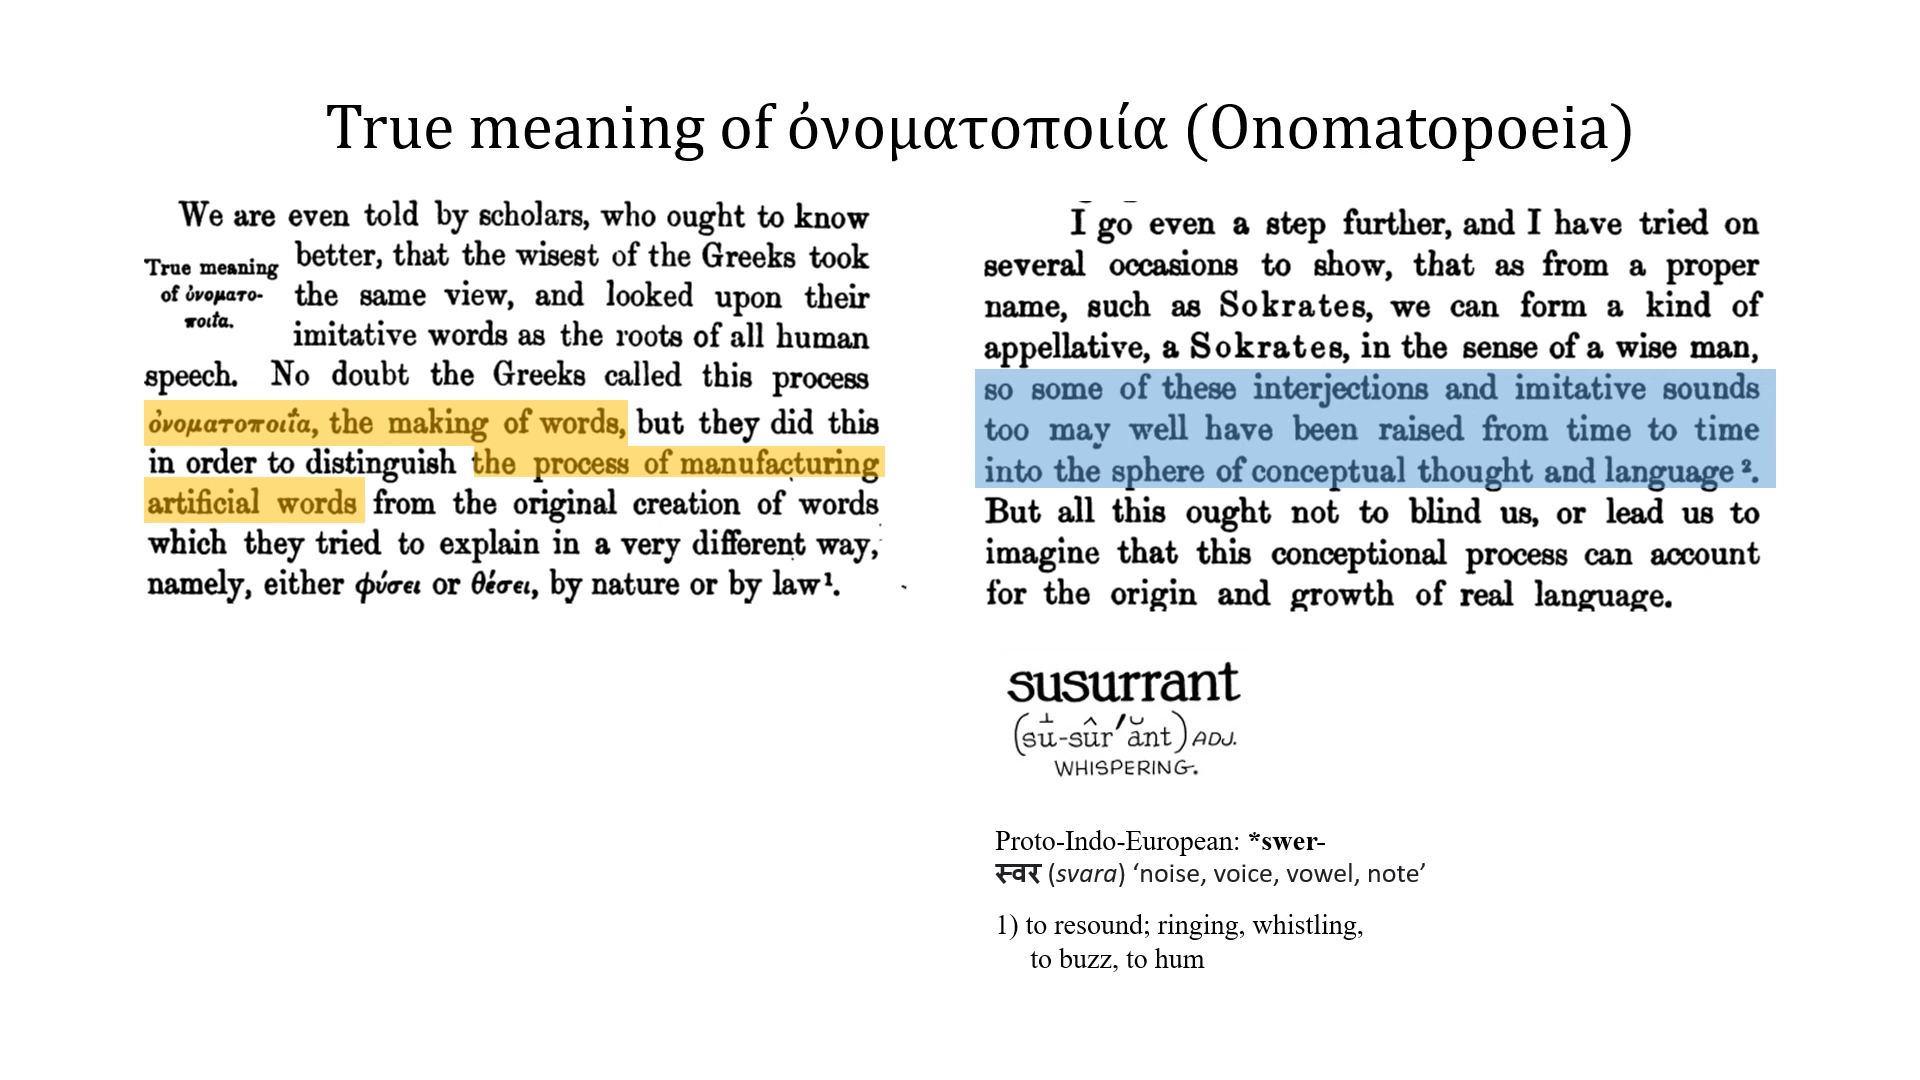 True meaning of ὀνοματοποιία (Onomatopoeia)
We are even told by scholars, who ought to know
better, that the wisest of the Greeks took
the same view, and looked upon their
imitative words as the roots of all human
True meaning
of ὀνοματο-
ποιΐα.
speech. No doubt the Greeks called this process
ὀνοματοποιΐα, the making of words, but they did this
in order to distinguish the process of manufacturing
artificial words from the original creation of words
which they tried to explain in a very different way,
namely, either φύσει or θέσει, by nature or by law¹.
I go even a step further, and I have tried on
several occasions to show, that as from a proper
name, such as Sokrates, we can form a kind of
appellative, a Sokrates, in the sense of a wise man,
so some of these interjections and imitative sounds
too may well have been raised from time to time
into the sphere of conceptual thought and language².
But all this ought not to blind us, or lead us to
imagine that this conceptional process can account
for the origin and growth of real language.
susurrant
(su̇-sûr′ănt) ADJ.
WHISPERING.
Proto-Indo-European: *swer-
स्वर (svara) ‘noise, voice, vowel, note’
1) to resound; ringing, whistling,
to buzz, to hum